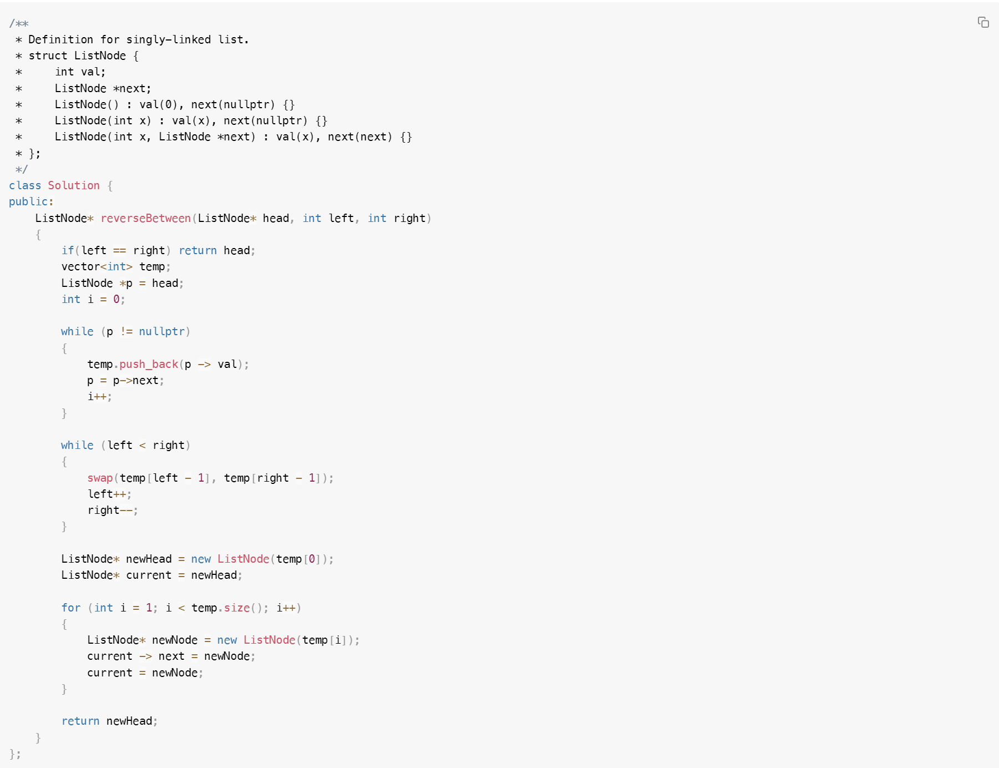 /**
 * Definition for singly-linked list.
 * struct ListNode {
 *     int val;
 *     ListNode *next;
 *     ListNode() : val(0), next(nullptr) {}
 *     ListNode(int x) : val(x), next(nullptr) {}
 *     ListNode(int x, ListNode *next) : val(x), next(next) {}
 * };
 */
class Solution {
public:
    ListNode* reverseBetween(ListNode* head, int left, int right)
    {
        if(left == right) return head;
        vector<int> temp;
        ListNode *p = head;
        int i = 0;

        while (p != nullptr)
        {
            temp.push_back(p -> val);
            p = p->next;
            i++;
        }

        while (left < right)
        {
            swap(temp[left - 1], temp[right - 1]);
            left++;
            right--;
        }

        ListNode* newHead = new ListNode(temp[0]);
        ListNode* current = newHead;

        for (int i = 1; i < temp.size(); i++)
        {
            ListNode* newNode = new ListNode(temp[i]);
            current -> next = newNode;
            current = newNode;
        }

        return newHead;
    }
};